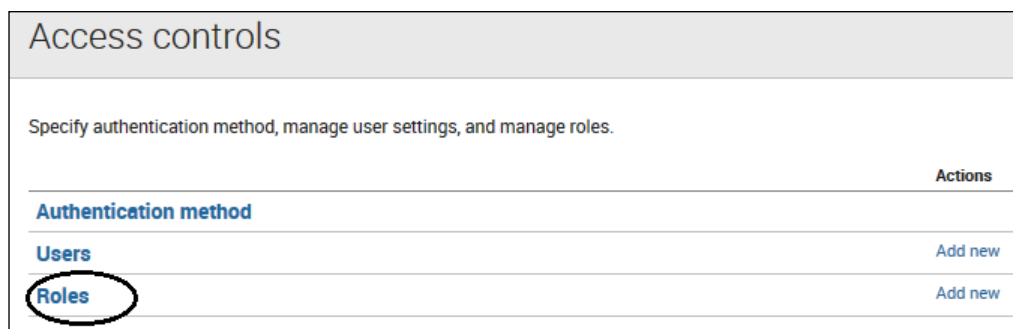 Access controls
Specify authentication method, manage user settings, and manage roles.
Actions
Authentication method
Users Add new
Roles Add new